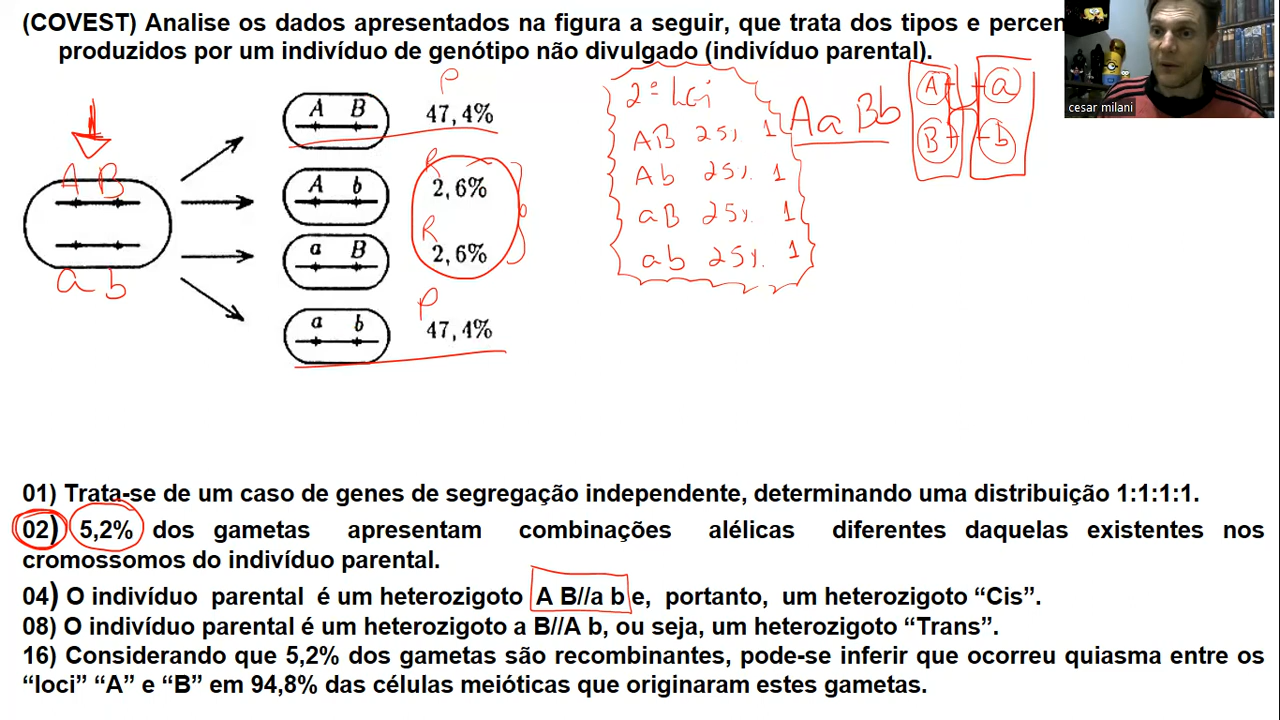 (COVEST) Analise os dados apresentados na figura a seguir, que trata dos tipos e percen
produzidos por um indivíduo de genótipo não divulgado (indivíduo parental).
cesar milani
A B
a b
A B 47,4% P
A b 2,6% R
a B 2,6% R
a b 47,4% P
2ª Lei
AB 25%. 1
Ab 25%. 1
aB 25%. 1
ab 25%. 1
AaBb
A a
B b
01) Trata-se de um caso de genes de segregação independente, determinando uma distribuição 1:1:1:1.
02) 5,2% dos gametas apresentam combinações alélicas diferentes daquelas existentes nos
cromossomos do indivíduo parental.
04) O indivíduo parental é um heterozigoto A B//a b e, portanto, um heterozigoto “Cis”.
08) O indivíduo parental é um heterozigoto a B//A b, ou seja, um heterozigoto “Trans”.
16) Considerando que 5,2% dos gametas são recombinantes, pode-se inferir que ocorreu quiasma entre os
“loci” “A” e “B” em 94,8% das células meióticas que originaram estes gametas.